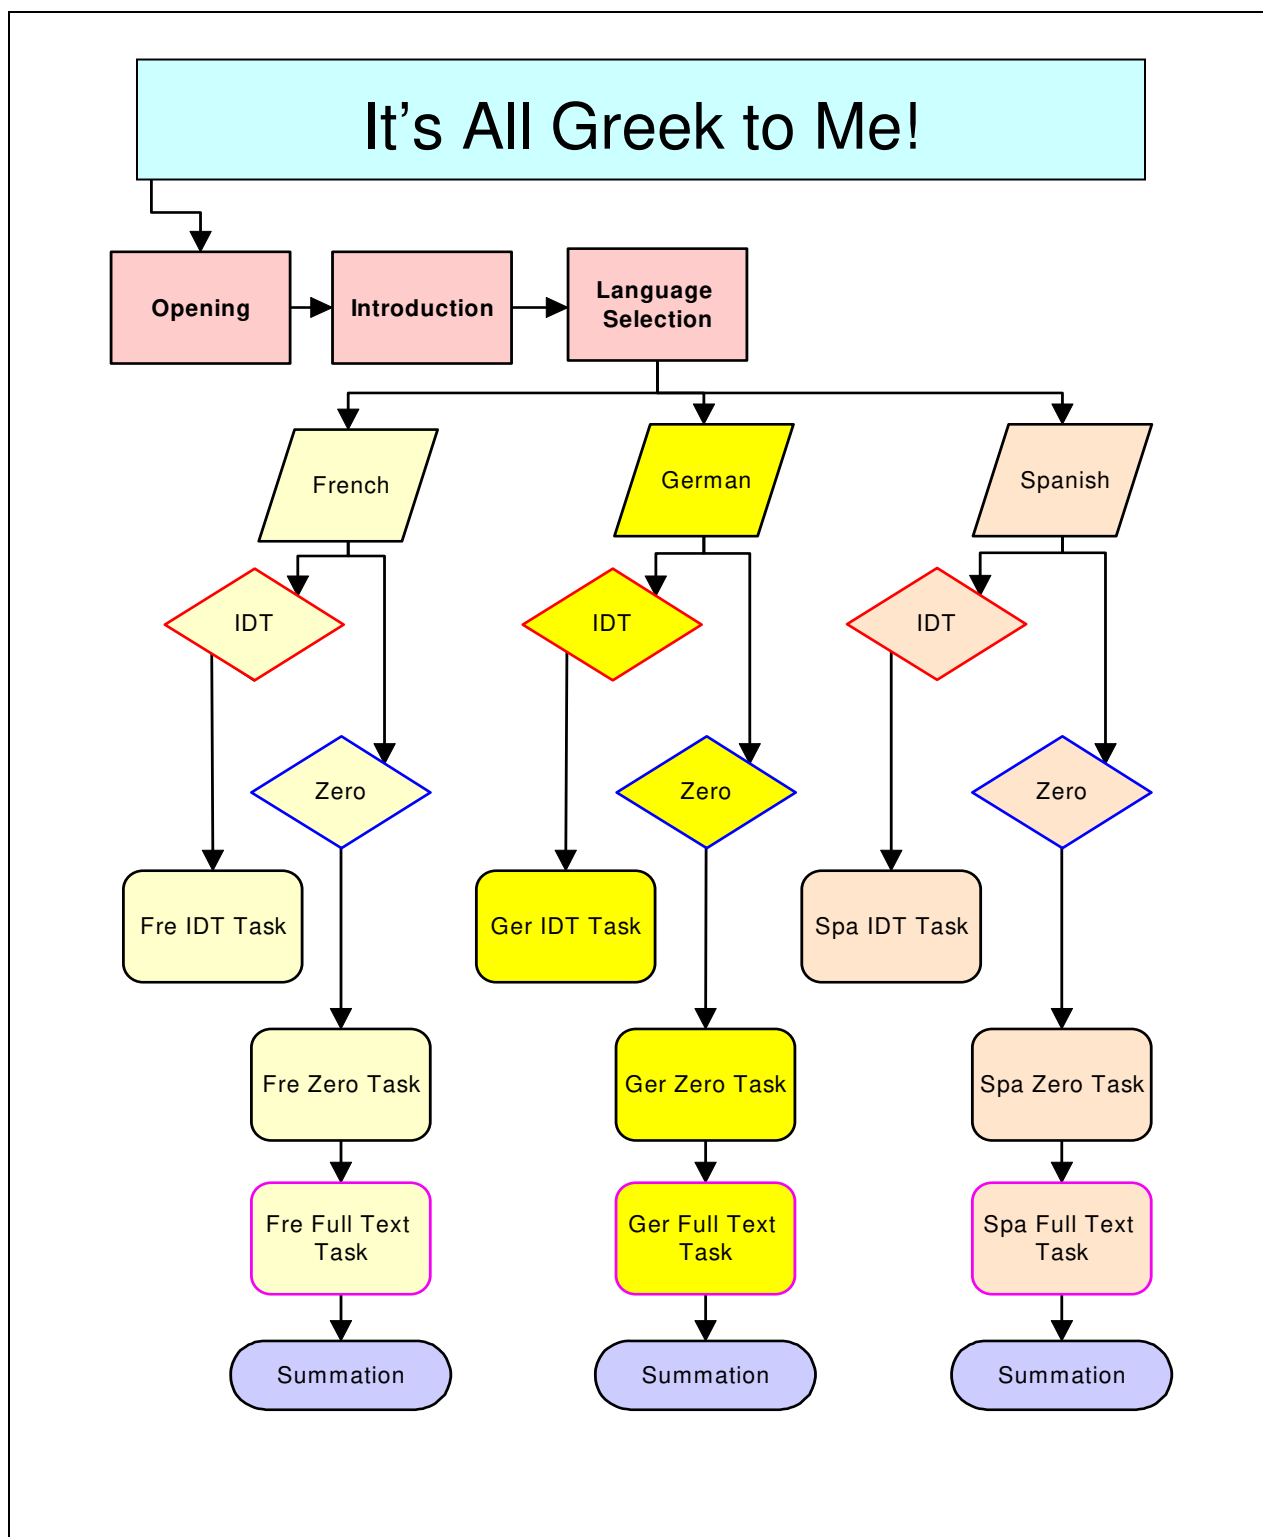 It's All Greek to Me!
Opening
Introduction
Language
Selection
French
German
Spanish
IDT
IDT
IDT
Zero
Zero
Zero
Fre IDT Task
Ger IDT Task
Spa IDT Task
Fre Zero Task
Ger Zero Task
Spa Zero Task
Fre Full Text
Task
Ger Full Text
Task
Spa Full Text
Task
Summation
Summation
Summation